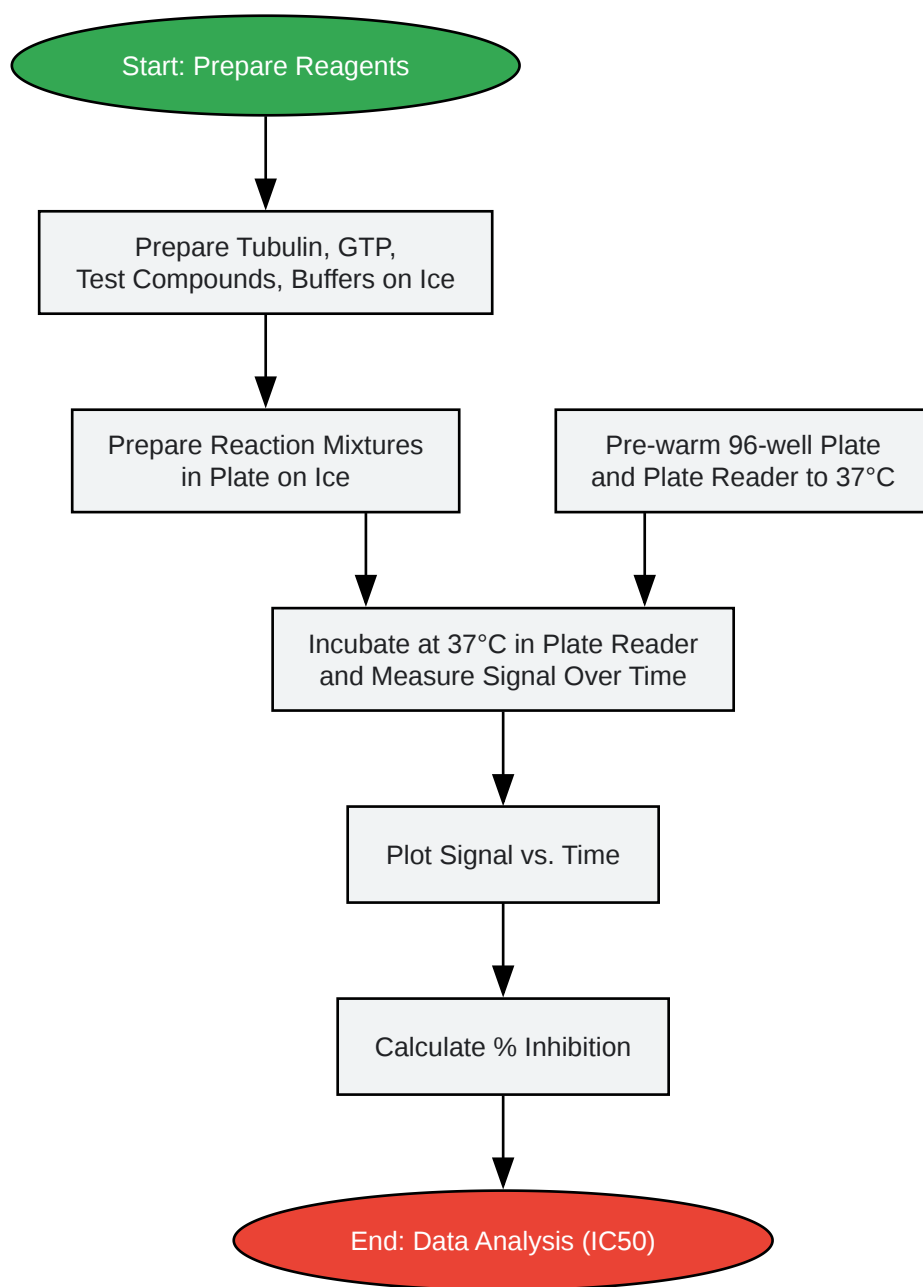 Start: Prepare Reagents
Prepare Tubulin, GTP,
Test Compounds, Buffers on Ice
Prepare Reaction Mixtures
in Plate on Ice
Pre-warm 96-well Plate
and Plate Reader to 37°C
Incubate at 37°C in Plate Reader
and Measure Signal Over Time
Plot Signal vs. Time
Calculate % Inhibition
End: Data Analysis (IC50)